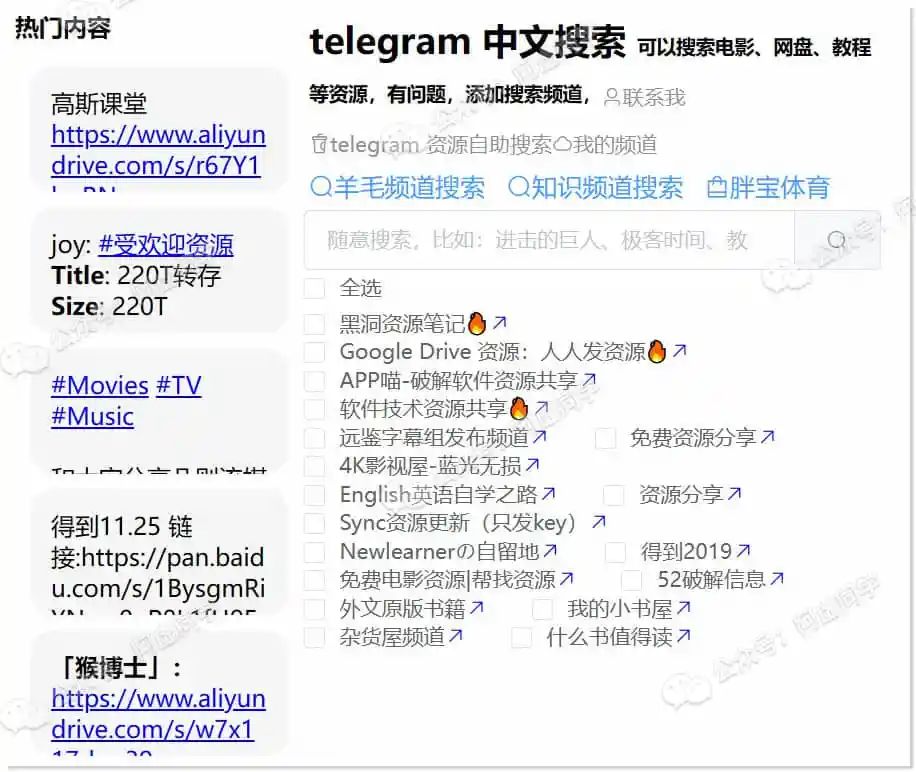 热门内容
高斯课堂
https://www.aliyun
drive.com/s/r67Y1
joy: #受欢迎资源
Title: 220T转存
Size: 220T
#Movies #TV
#Music
得到11.25 链
接:https://pan.baid
u.com/s/1BysgmRi
「猴博士」:
https://www.aliyun
drive.com/s/w7x1
telegram 中文搜索 可以搜索电影、网盘、教程
等资源，有问题，添加搜索频道， 联系我
telegram 资源自助搜索 我的频道
羊毛频道搜索 知识频道搜索 胖宝体育
随意搜索，比如：进击的巨人、极客时间、教
全选
黑洞资源笔记🔥↗
Google Drive 资源：人人发资源🔥↗
APP喵-破解软件资源共享↗
软件技术资源共享🔥↗
远鉴字幕组发布频道↗ 免费资源分享↗
4K影视屋-蓝光无损↗
English英语自学之路↗ 资源分享↗
Sync资源更新（只发key）↗
Newlearnerの自留地↗ 得到2019↗
免费电影资源|帮找资源↗ 52破解信息↗
外文原版书籍↗ 我的小书屋↗
杂货屋频道↗ 什么书值得读↗